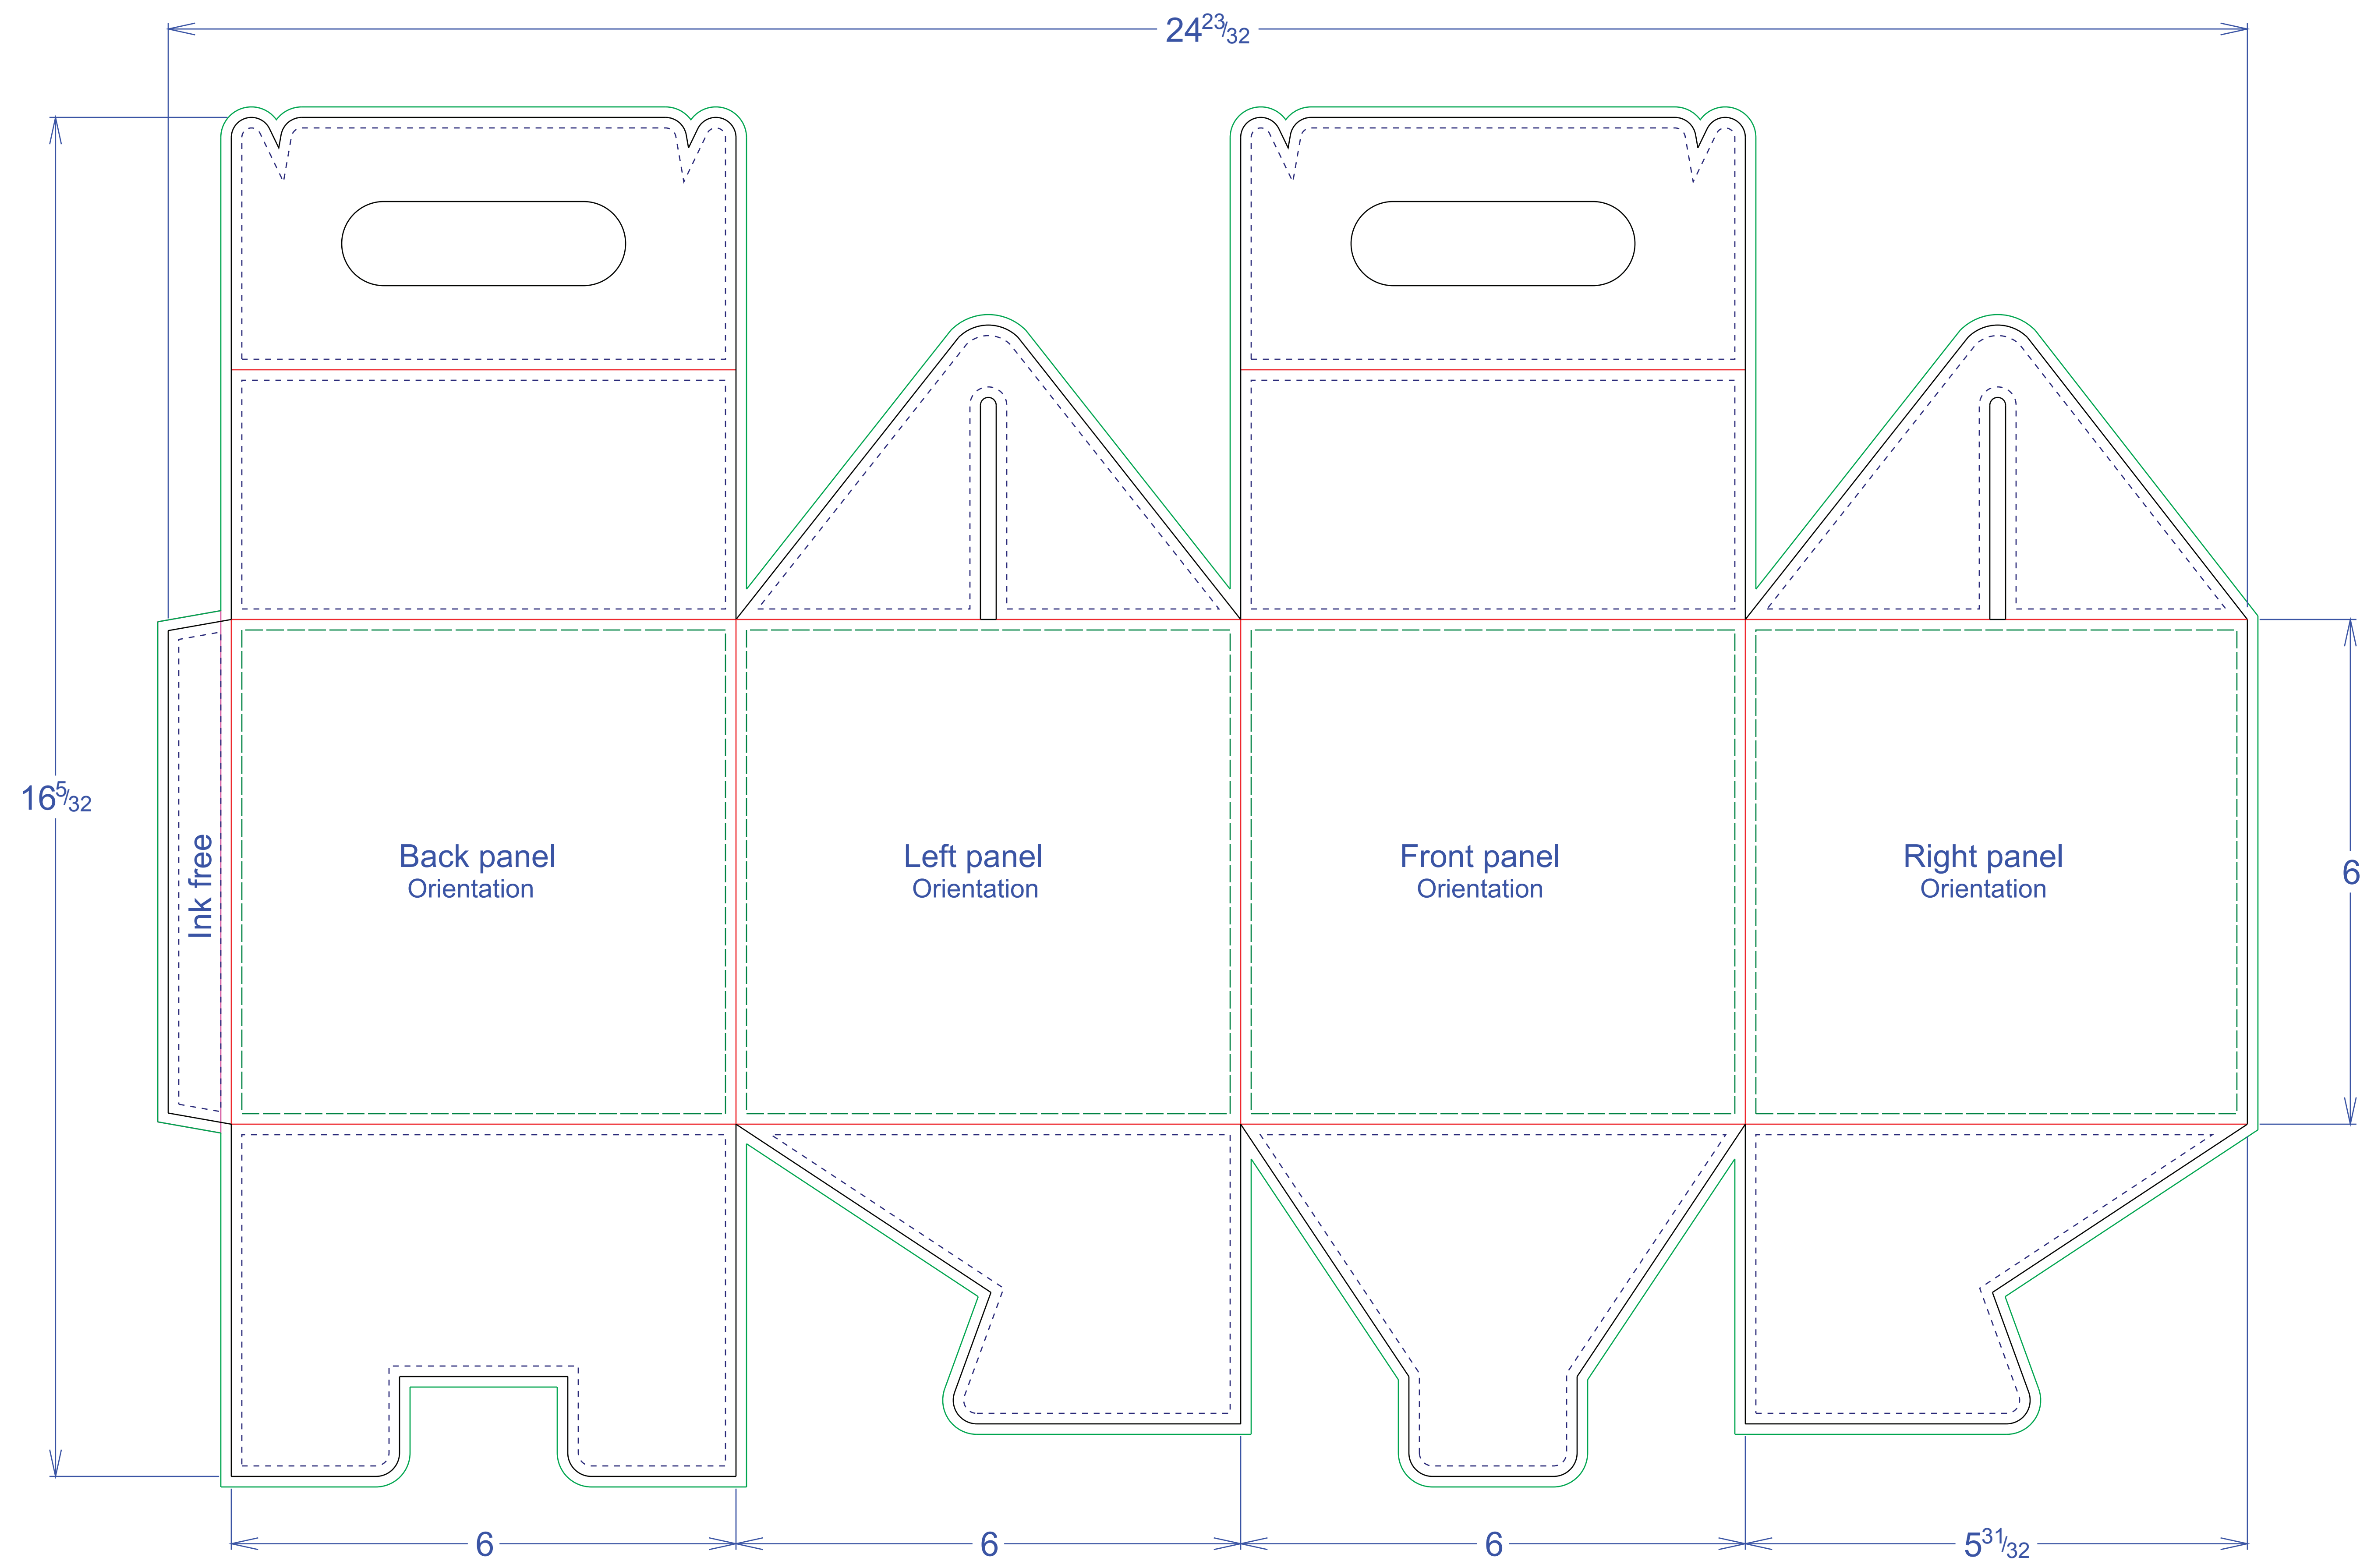 24 23/32
16 5/32
Ink free
Back panel
Orientation
Left panel
Orientation
Front panel
Orientation
Right panel
Orientation
6
6
6
6
5 31/32